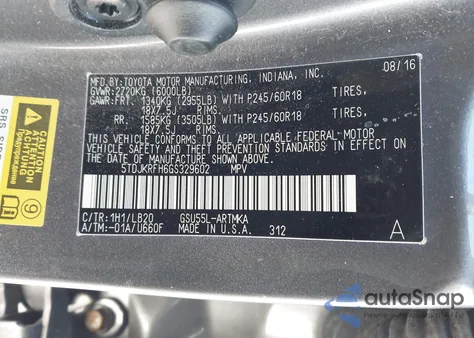 MFD.BY:TOYOTA MOTOR MANUFACTURING, INDIANA, INC. 08/16
GVWR:2720KG (6000LB)
GAWR:FRT. 1340KG (2955LB) WITH P245/60R18 TIRES,
18X7.5J RIMS,
RR. 1585KG (3505LB) WITH P245/60R18 TIRES,
18X7.5J RIMS.
THIS VEHICLE CONFORMS TO ALL APPLICABLE FEDERAL MOTOR
VEHICLE SAFETY AND THEFT PREVENTION STANDARDS IN EFFECT
ON THE DATE OF MANUFACTURE SHOWN ABOVE.
5TDJKRFH6GS329602 MPV
C/TR:1H1/LB20 GSU55L-ARTMKA
A/TM:-01A/U660F MADE IN U.S.A. 312 A
SRS
9
autoSnap